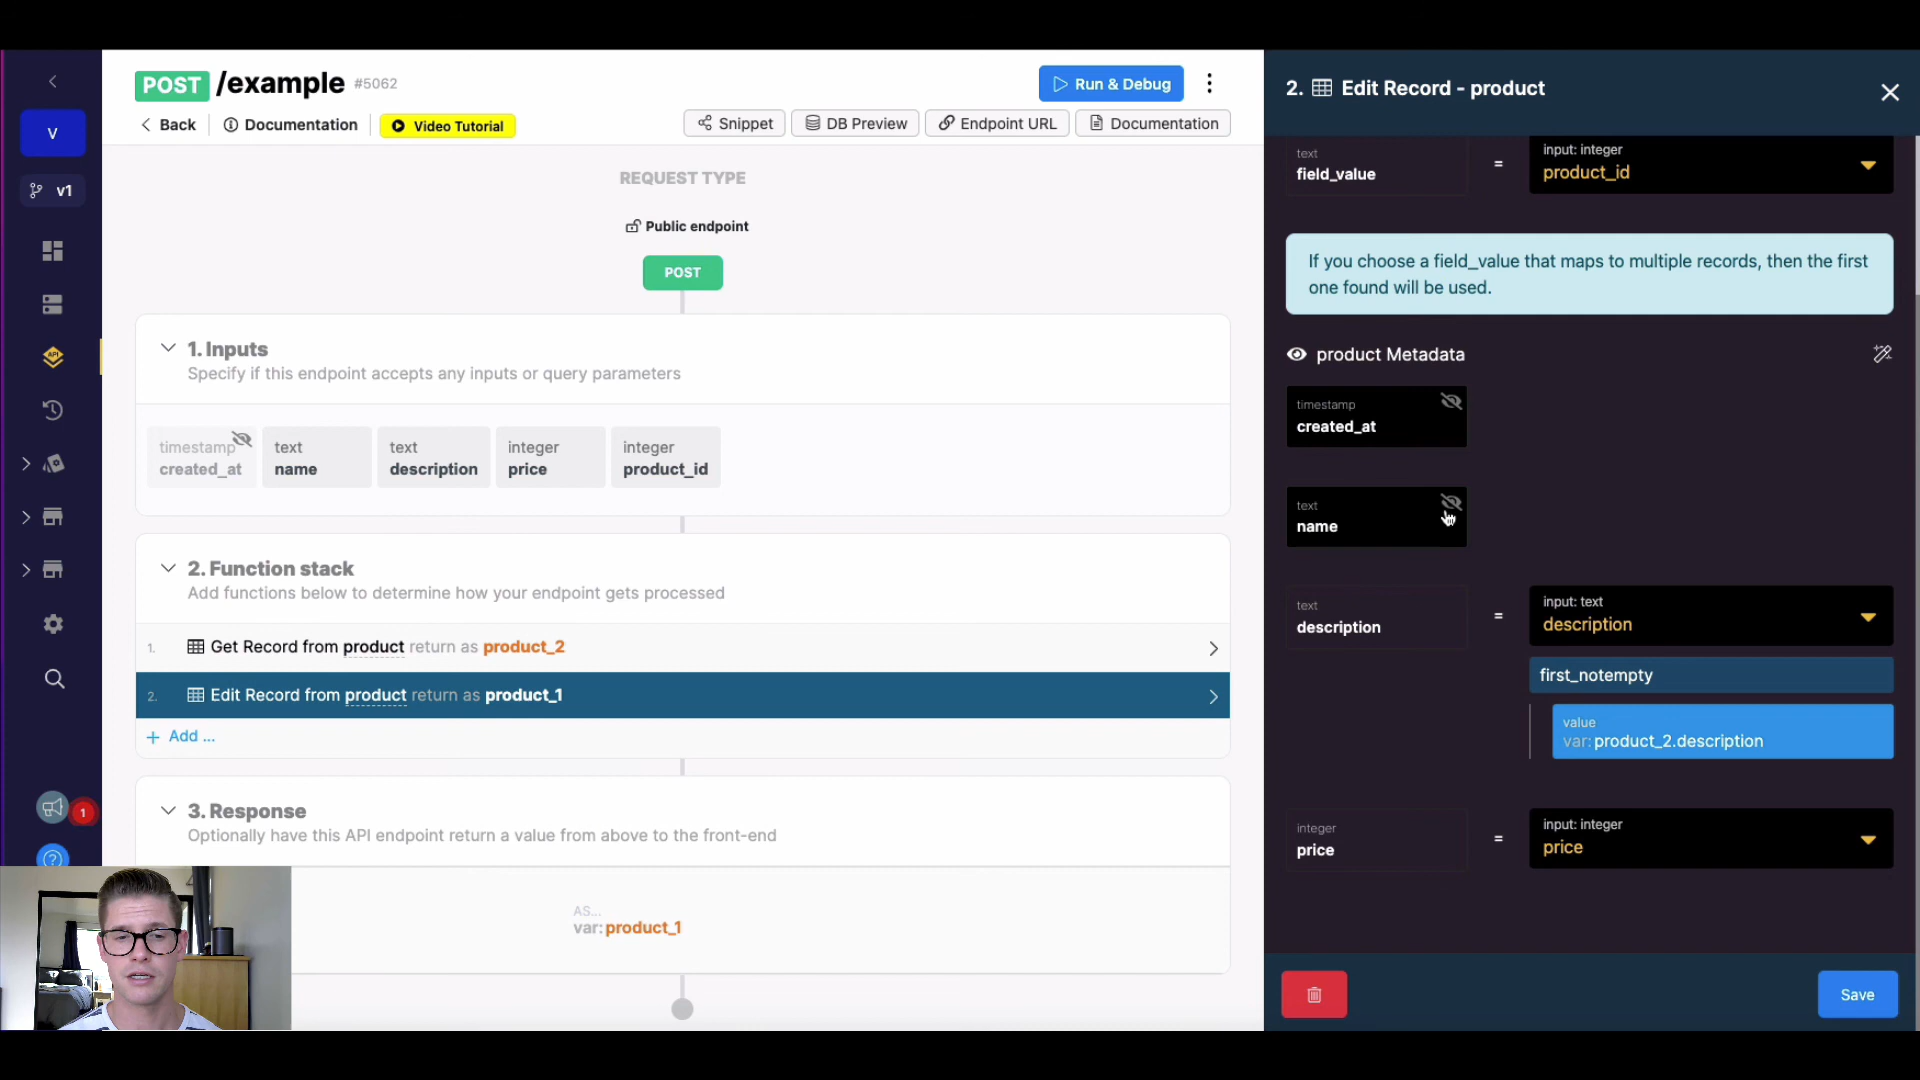 V
v1
API
1
?
POST /example #5062
Run & Debug
Back
Documentation
Video Tutorial
Snippet
DB Preview
Endpoint URL
Documentation
REQUEST TYPE
Public endpoint
POST
1. Inputs
Specify if this endpoint accepts any inputs or query parameters
timestamp
created_at
text
name
text
description
integer
price
integer
product_id
2. Function stack
Add functions below to determine how your endpoint gets processed
1. Get Record from product return as product_2
2. Edit Record from product return as product_1
+ Add ...
3. Response
Optionally have this API endpoint return a value from above to the front-end
AS...
var: product_1
2. Edit Record - product
text
field_value
=
input: integer
product_id
If you choose a field_value that maps to multiple records, then the first
one found will be used.
product Metadata
timestamp
created_at
text
name
text
description
=
input: text
description
first_notempty
value
var: product_2.description
integer
price
=
input: integer
price
Save